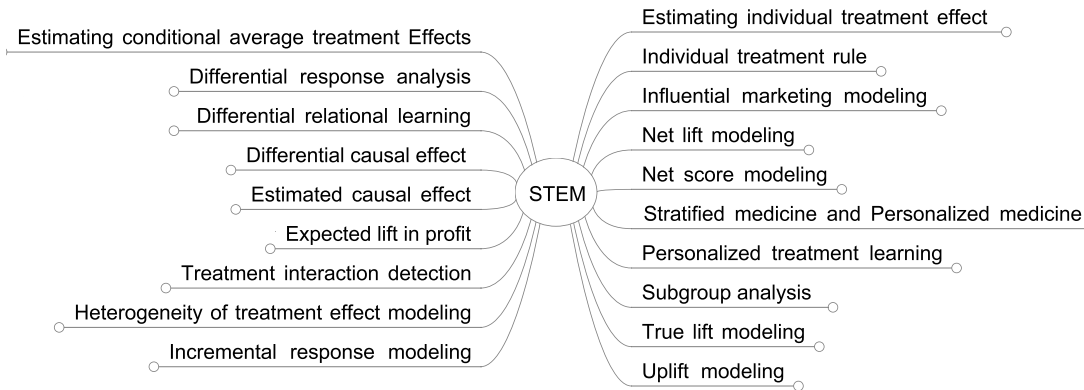 Estimating conditional average treatment Effects
Differential response analysis
Differential relational learning
Differential causal effect
Estimated causal effect
Expected lift in profit
Treatment interaction detection
Heterogeneity of treatment effect modeling
Incremental response modeling
STEM
Estimating individual treatment effect
Individual treatment rule
Influential marketing modeling
Net lift modeling
Net score modeling
Stratified medicine and Personalized medicine
Personalized treatment learning
Subgroup analysis
True lift modeling
Uplift modeling